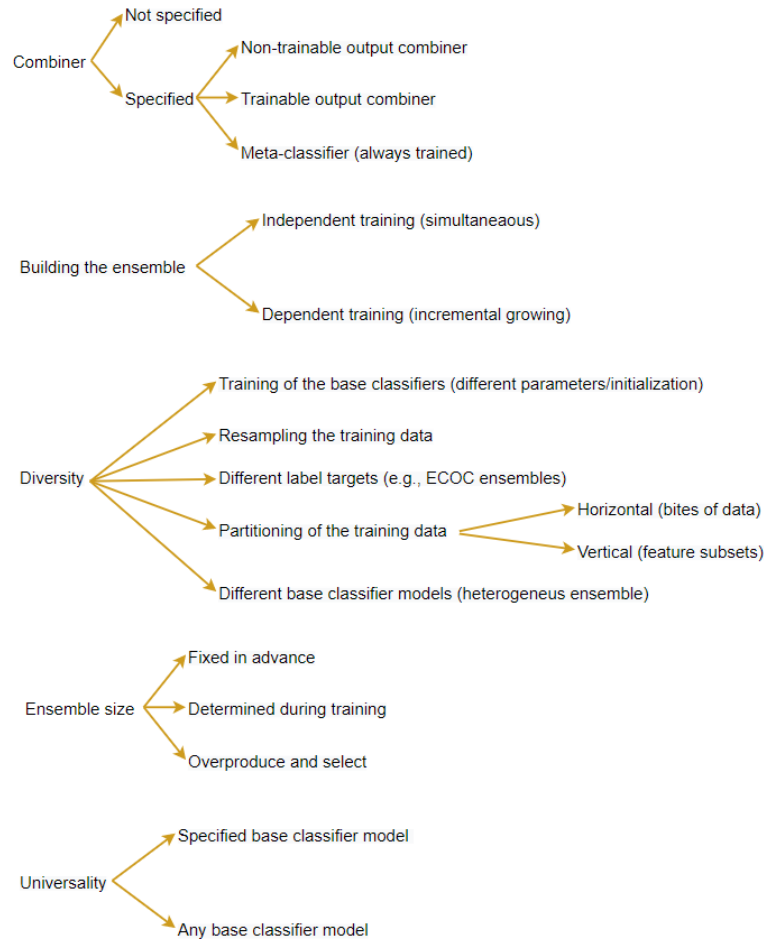 Not specified
Combiner
Non-trainable output combiner
Specified
Trainable output combiner
Meta-classifier (always trained)
Independent training (simultaneaous)
Building the ensemble
Dependent training (incremental growing)
Training of the base classifiers (different parameters/initialization)
Resampling the training data
Diversity
Different label targets (e.g., ECOC ensembles)
Horizontal (bites of data)
Partitioning of the training data
Vertical (feature subsets)
Different base classifier models (heterogeneus ensemble)
Fixed in advance
Ensemble size
Determined during training
Overproduce and select
Specified base classifier model
Universality
Any base classifier model